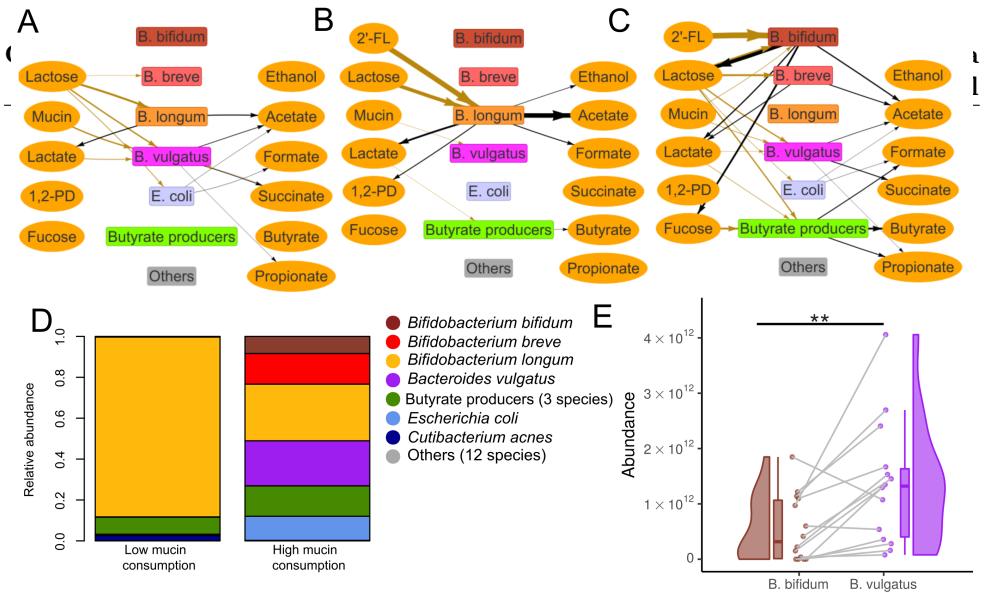 A
B. bifidum
Lactose
B. breve
Ethanol
Mucin
B. longum
Acetate
Lactate
B. vulgatus
Formate
1,2-PD
E. coli
Succinate
Fucose
Butyrate producers
Butyrate
Others
Propionate
B
2'-FL
B. bifidum
Lactose
B. breve
Ethanol
Mucin
B. longum
Acetate
Lactate
B. vulgatus
Formate
1,2-PD
E. coli
Succinate
Fucose
Butyrate producers
Butyrate
Others
Propionate
C
2'-FL
B. bifidum
Lactose
B. breve
Ethanol
Mucin
B. longum
Acetate
Lactate
B. vulgatus
Formate
1,2-PD
E. coli
Succinate
Fucose
Butyrate producers
Butyrate
Others
Propionate
D
Relative abundance
1.0
0.8
0.6
0.4
0.2
0.0
Low mucin
consumption
High mucin
consumption
Bifidobacterium bifidum
Bifidobacterium breve
Bifidobacterium longum
Bacteroides vulgatus
Butyrate producers (3 species)
Escherichia coli
Cutibacterium acnes
Others (12 species)
E
Abundance
**
4 × 10¹²
3 × 10¹²
2 × 10¹²
1 × 10¹²
0
B. bifidum
B. vulgatus